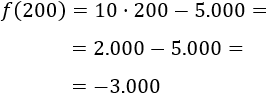 f(200) = 10 · 200 − 5.000 =
= 2.000 − 5.000 =
= −3.000